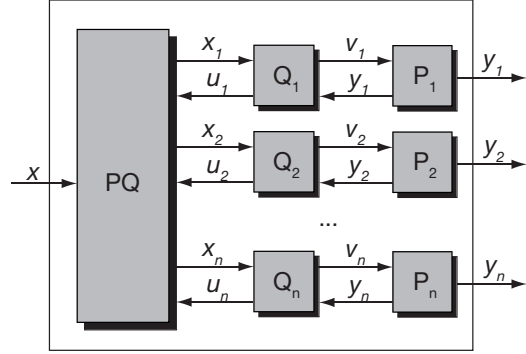 x
PQ
x1 v1 y1
u1 Q1 y1 P1
x2 v2 y2
u2 Q2 y2 P2
...
xn vn yn
un Qn yn Pn